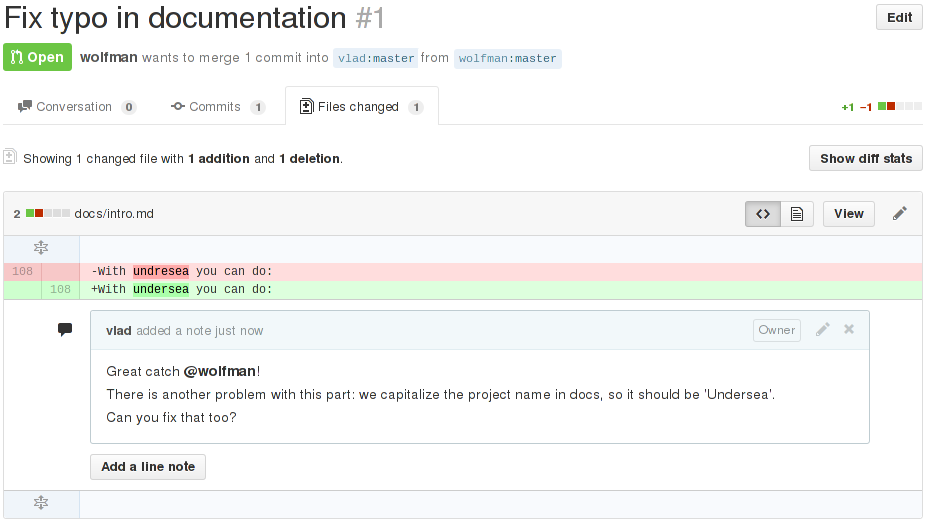 Fix typo in documentation #1
Edit
Open wolfman wants to merge 1 commit into vlad:master from wolfman:master
Conversation 0 Commits 1 Files changed 1 +1 −1
Showing 1 changed file with 1 addition and 1 deletion.
Show diff stats
2 docs/intro.md
<> View
108 -With undresea you can do:
108 +With undersea you can do:
vlad added a note just now
Owner
Great catch @wolfman!
There is another problem with this part: we capitalize the project name in docs, so it should be 'Undersea'.
Can you fix that too?
Add a line note